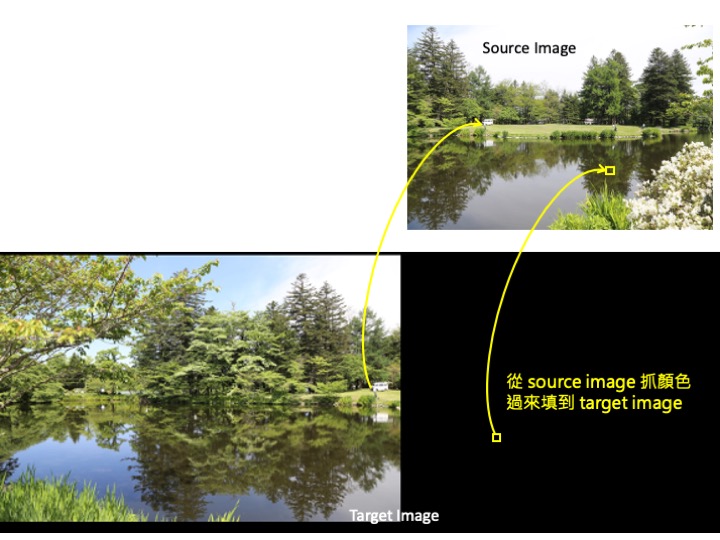 Source Image
從 source image 抓顏色
過來填到 target image
Target Image